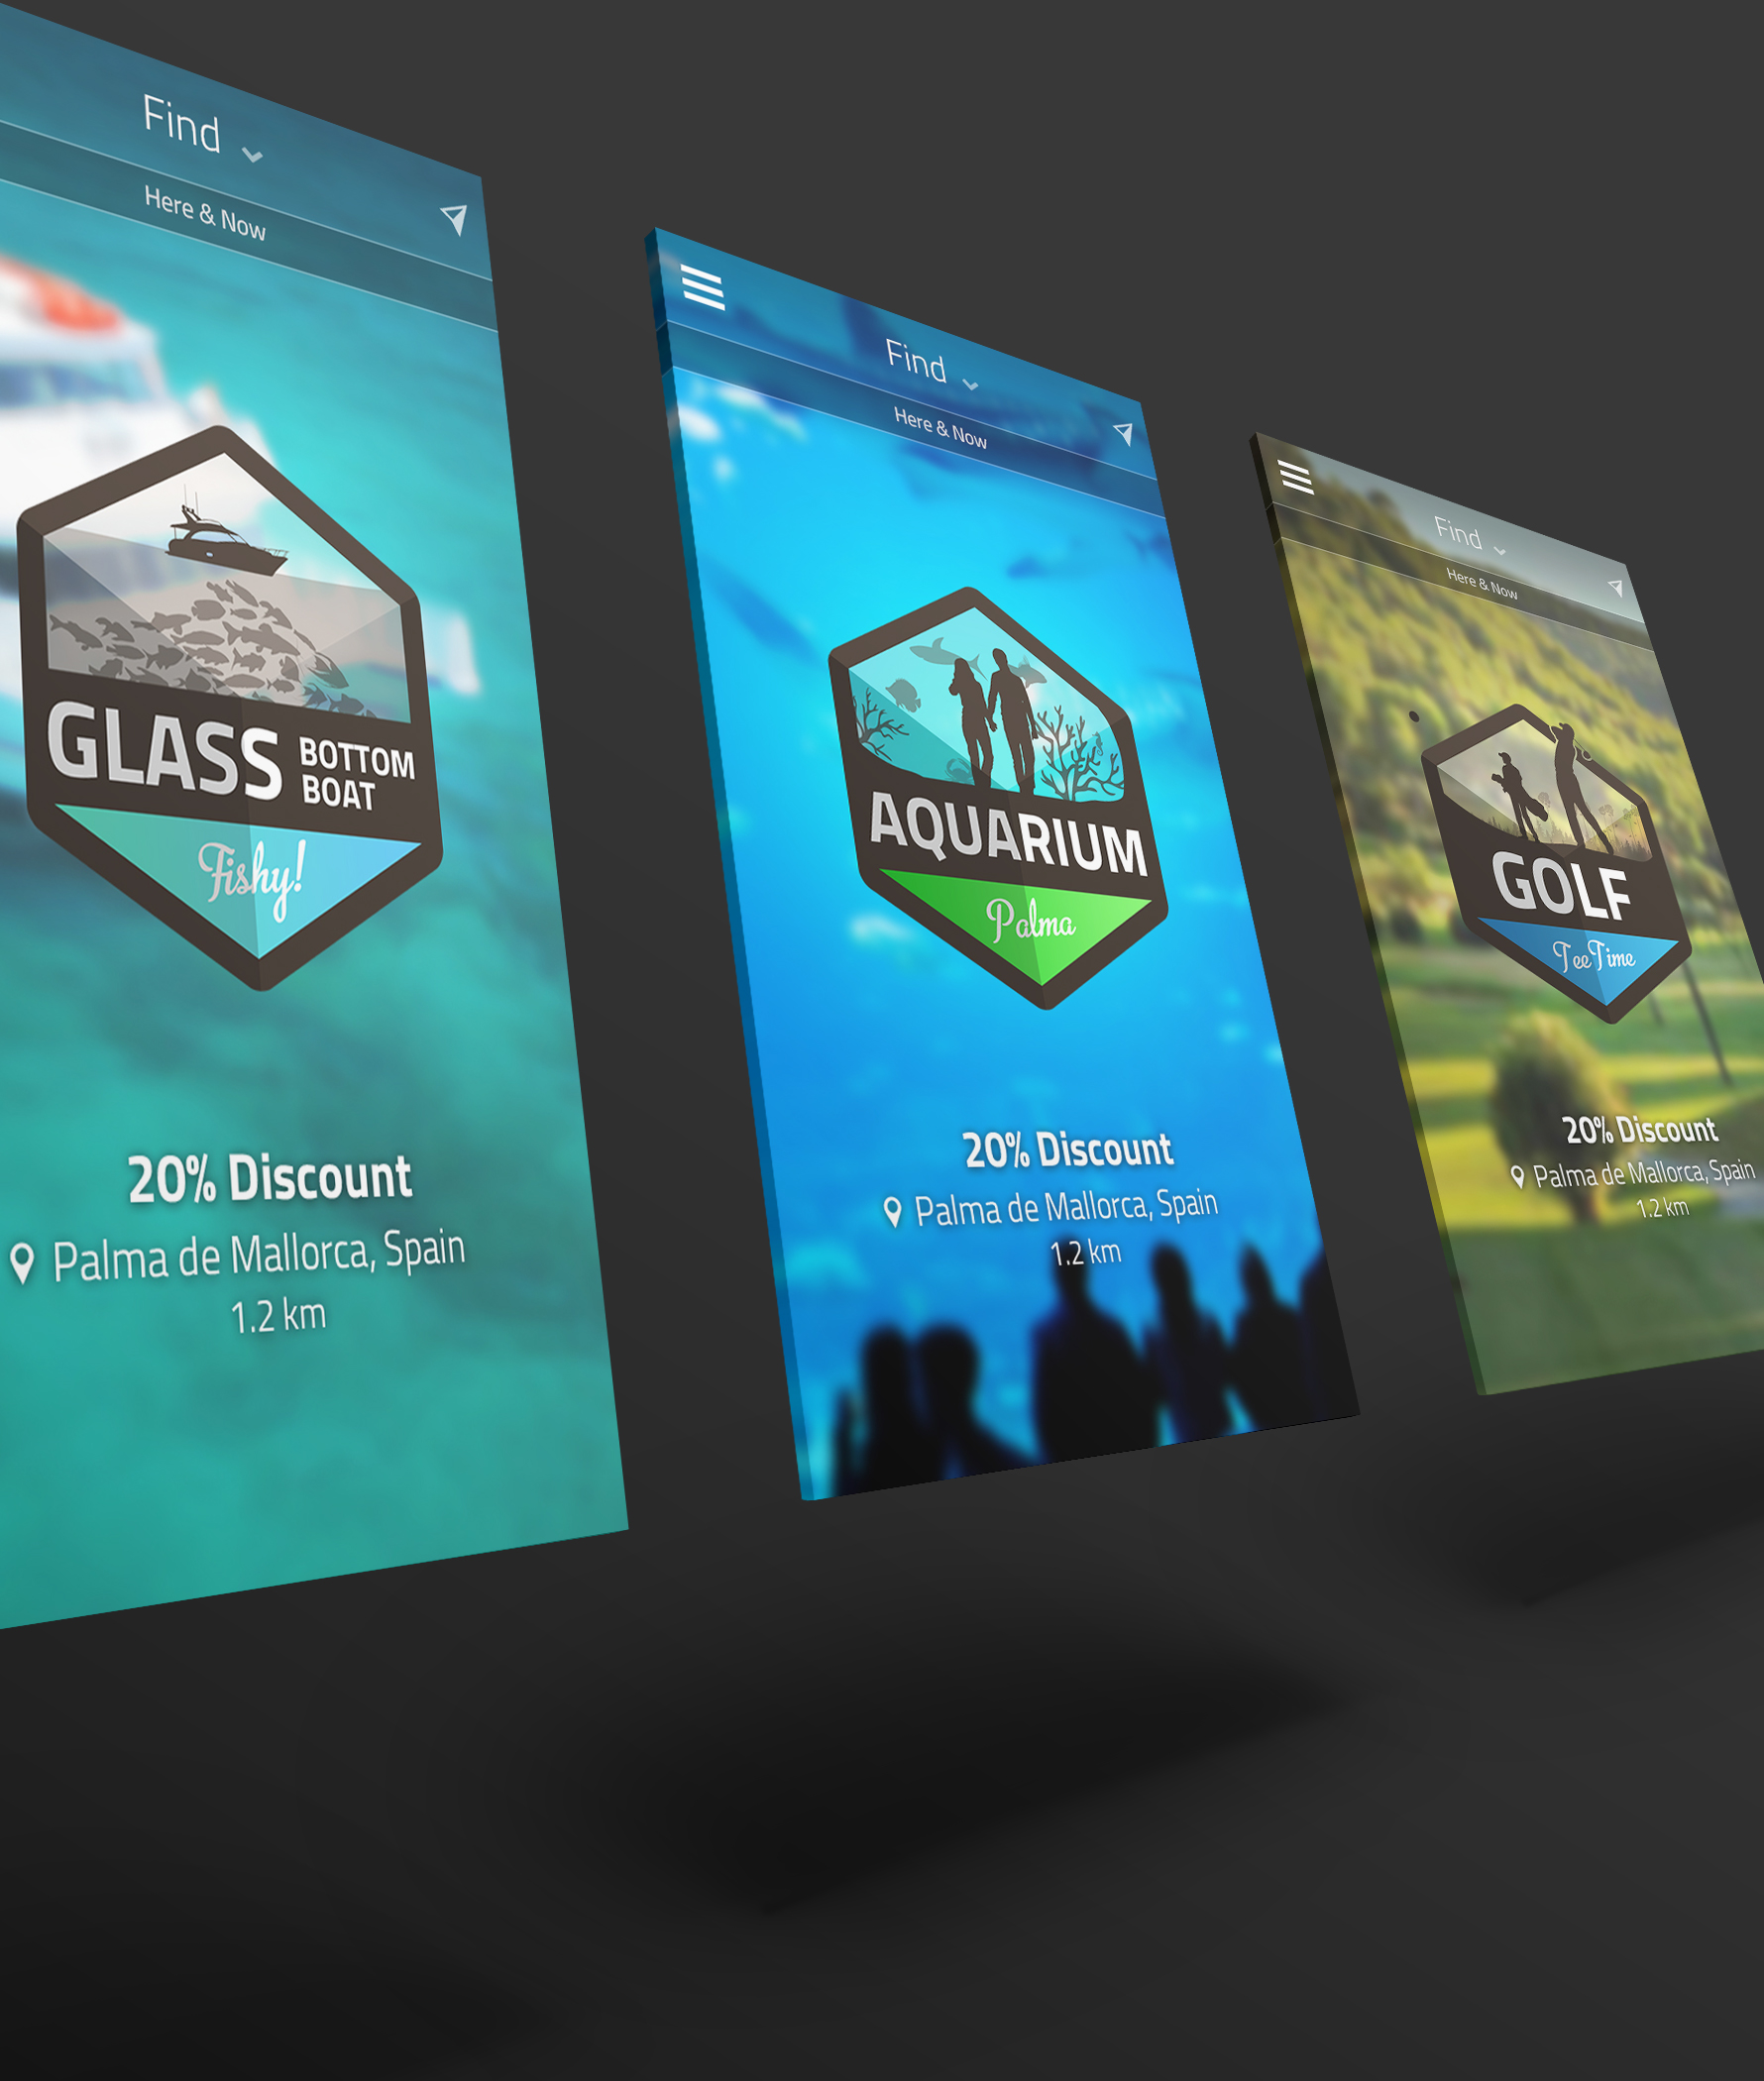 Find
Here & Now
GLASS BOTTOM BOAT
Fishy!
20% Discount
Palma de Mallorca, Spain
1.2 km
Find
Here & Now
AQUARIUM
Palma
20% Discount
Palma de Mallorca, Spain
1.2 km
Find
Here & Now
GOLF
Tee Time
20% Discount
Palma de Mallorca, Spain
1.2 km